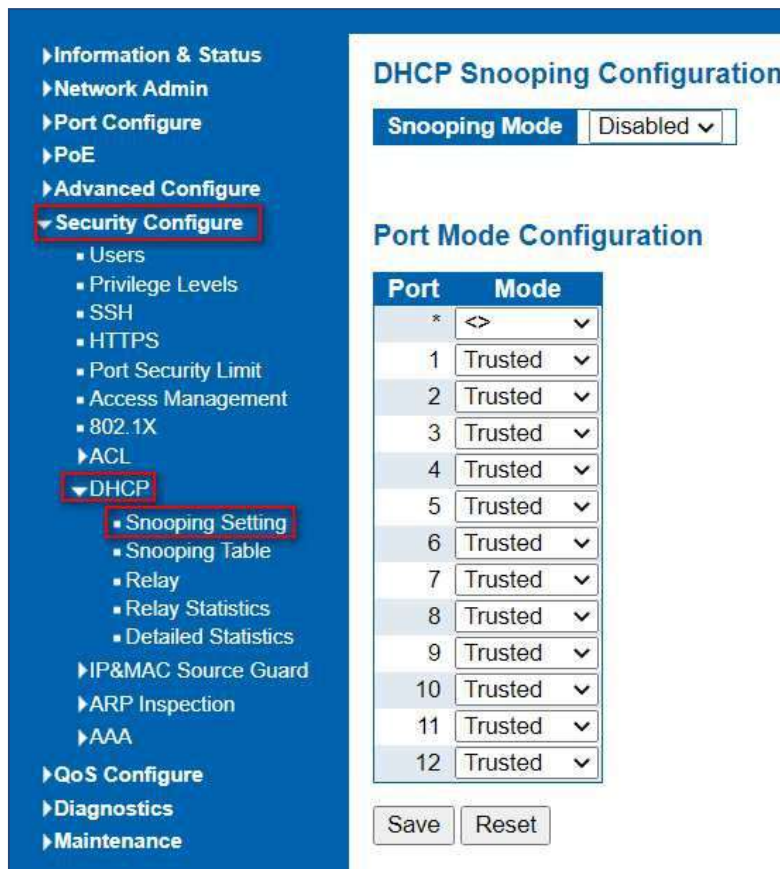 Information & Status
Network Admin
Port Configure
PoE
Advanced Configure
Security Configure
Users
Privilege Levels
SSH
HTTPS
Port Security Limit
Access Management
802.1X
ACL
DHCP
Snooping Setting
Snooping Table
Relay
Relay Statistics
Detailed Statistics
IP&MAC Source Guard
ARP Inspection
AAA
QoS Configure
Diagnostics
Maintenance
DHCP Snooping Configuration
Snooping Mode Disabled
Port Mode Configuration
Port Mode
* <>
1 Trusted
2 Trusted
3 Trusted
4 Trusted
5 Trusted
6 Trusted
7 Trusted
8 Trusted
9 Trusted
10 Trusted
11 Trusted
12 Trusted
Save Reset